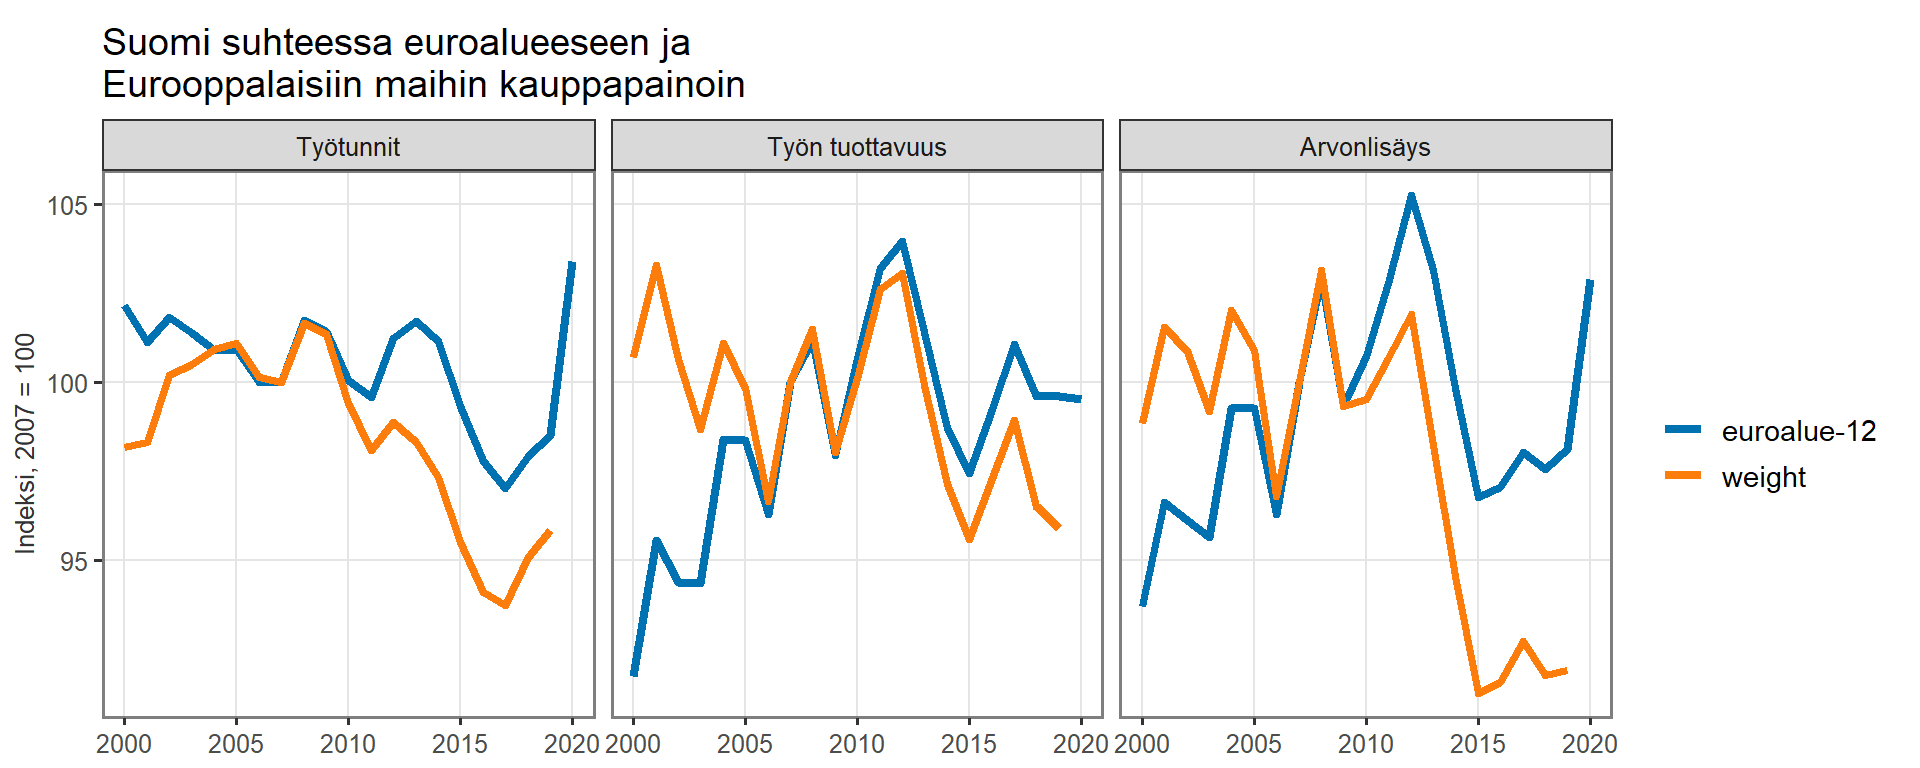 Suomi suhteessa euroalueeseen ja
Eurooppalaisiin maihin kauppapainoin
Työtunnit
Työn tuottavuus
Arvonlisäys
105
100
95
Indeksi, 2007 = 100
2000 2005 2010 2015 2020
2000 2005 2010 2015 2020
2000 2005 2010 2015 2020
euroalue-12
weight